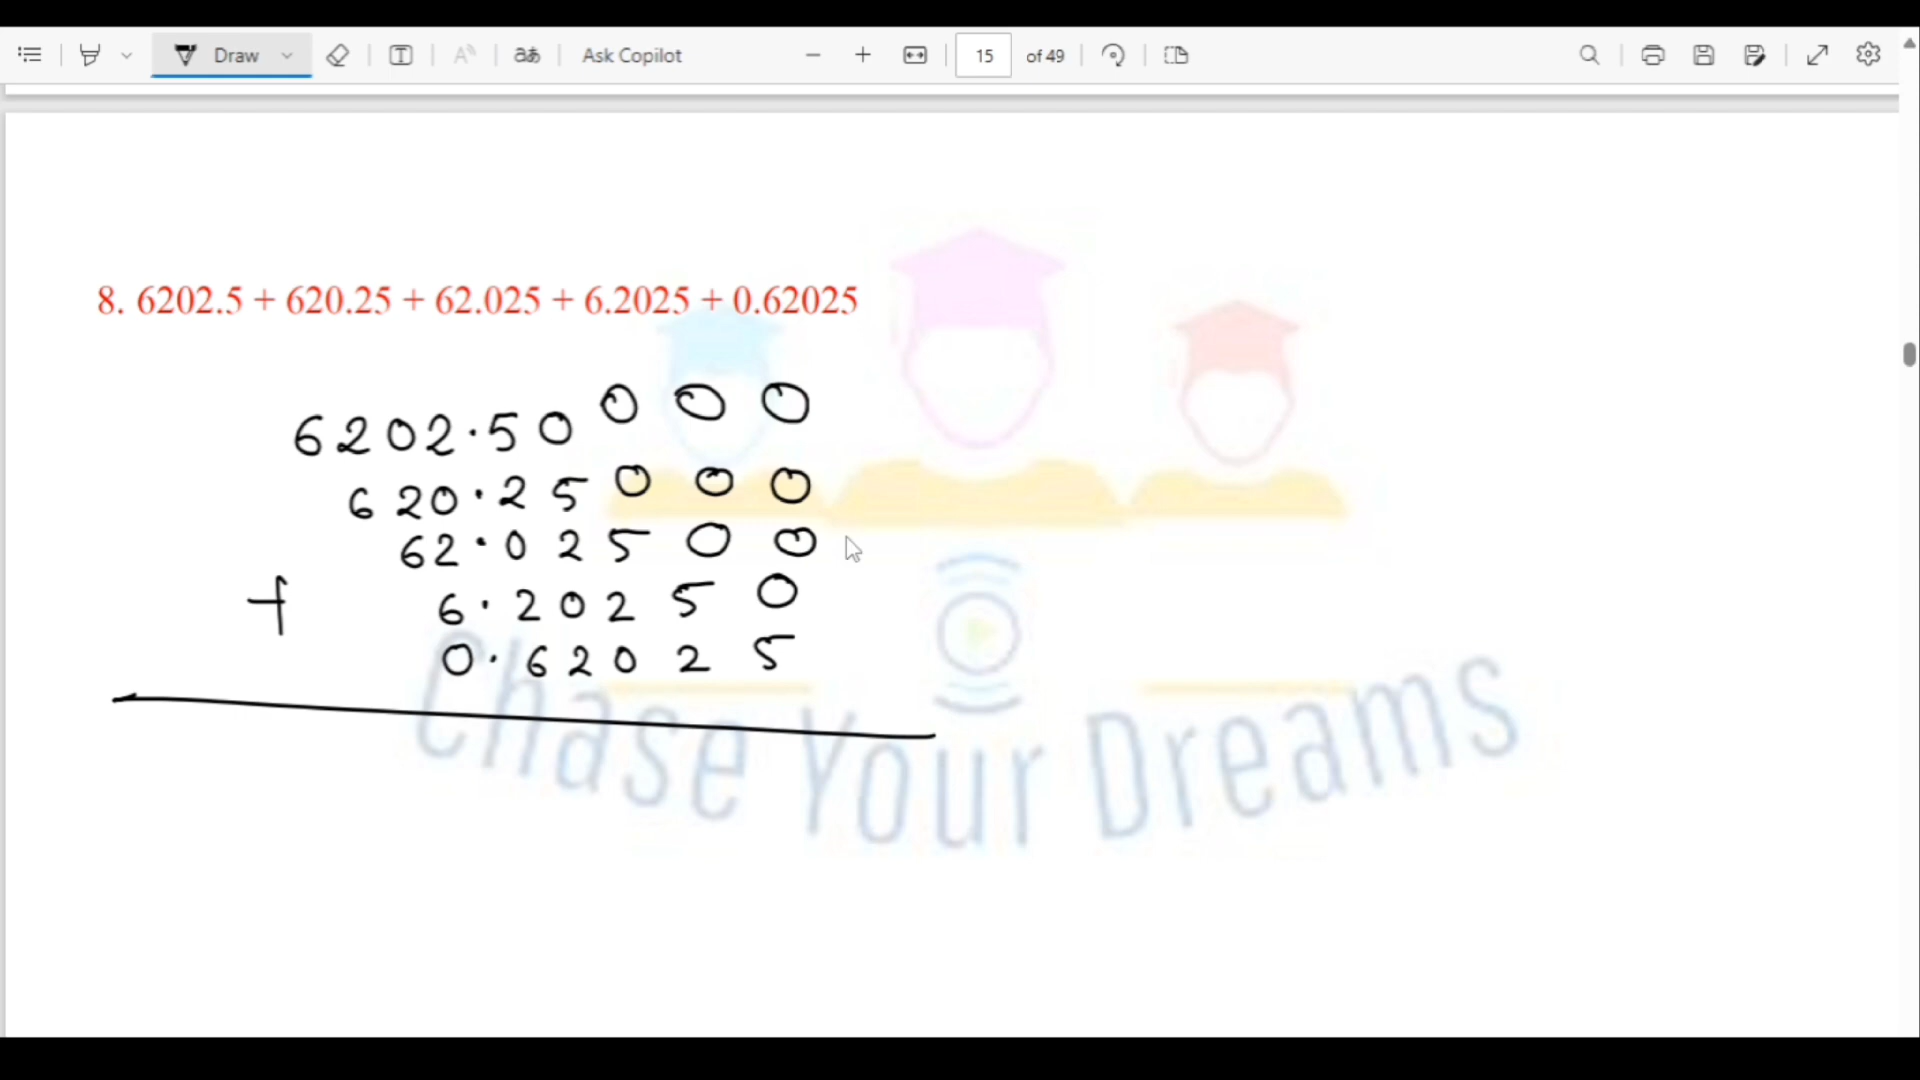 Draw
Ask Copilot
15 of 49
8. 6202.5 + 620.25 + 62.025 + 6.2025 + 0.62025
6202.50000
620.25000
62.02500
+ 6.20250
0.62025
Chase Your Dreams